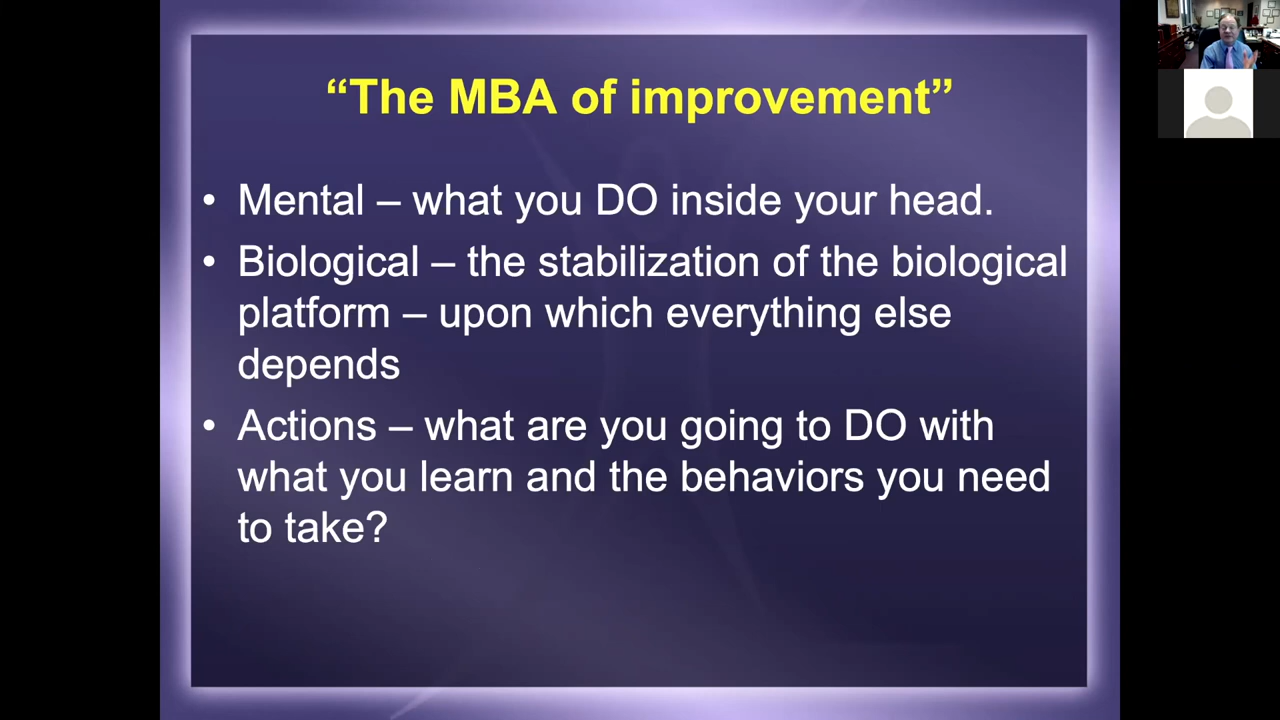 “The MBA of improvement”
• Mental – what you DO inside your head.
• Biological – the stabilization of the biological
platform – upon which everything else
depends
• Actions – what are you going to DO with
what you learn and the behaviors you need
to take?